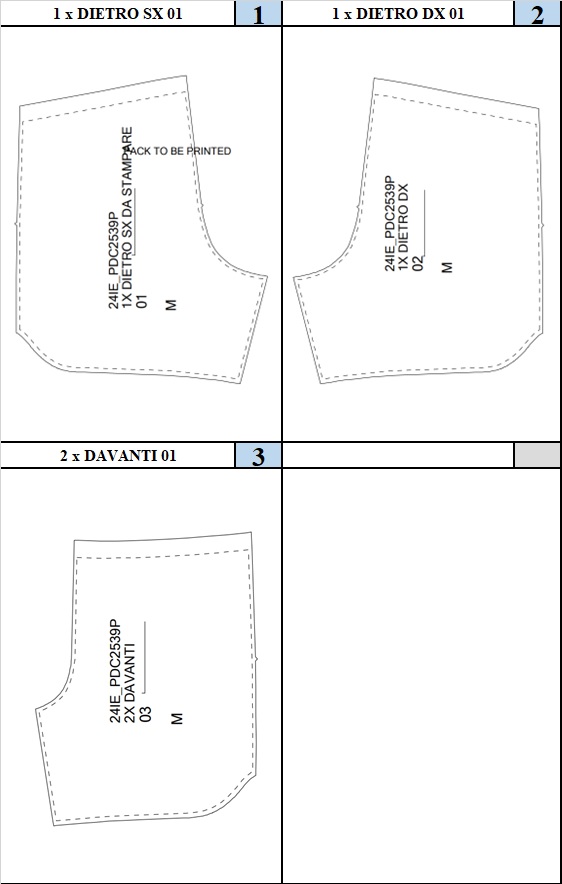 1 x DIETRO SX 01
1
1 x DIETRO DX 01
2
PACK TO BE PRINTED
24IE_PDC2539P
1X DIETRO SX DA STAMPARE
01
M
24IE_PDC2539P
1X DIETRO DX
02
M
2 x DAVANTI 01
3
24IE_PDC2539P
2X DAVANTI
03
M